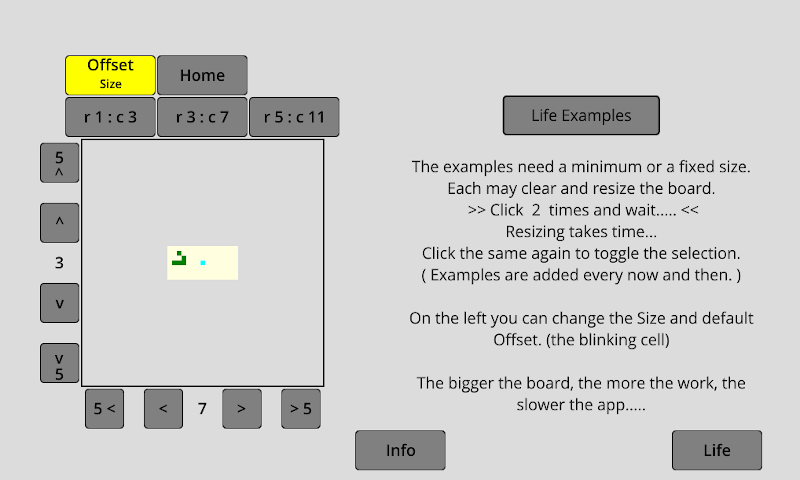 Offset
Size
Home
r 1 : c 3
r 3 : c 7
r 5 : c 11
Life Examples
5
^
^
3
v
v
5
5 <
<
7
>
> 5
The examples need a minimum or a fixed size.
Each may clear and resize the board.
>> Click 2 times and wait..... <<
Resizing takes time...
Click the same again to toggle the selection.
( Examples are added every now and then. )
On the left you can change the Size and default
Offset. (the blinking cell)
The bigger the board, the more the work, the
slower the app.....
Info
Life